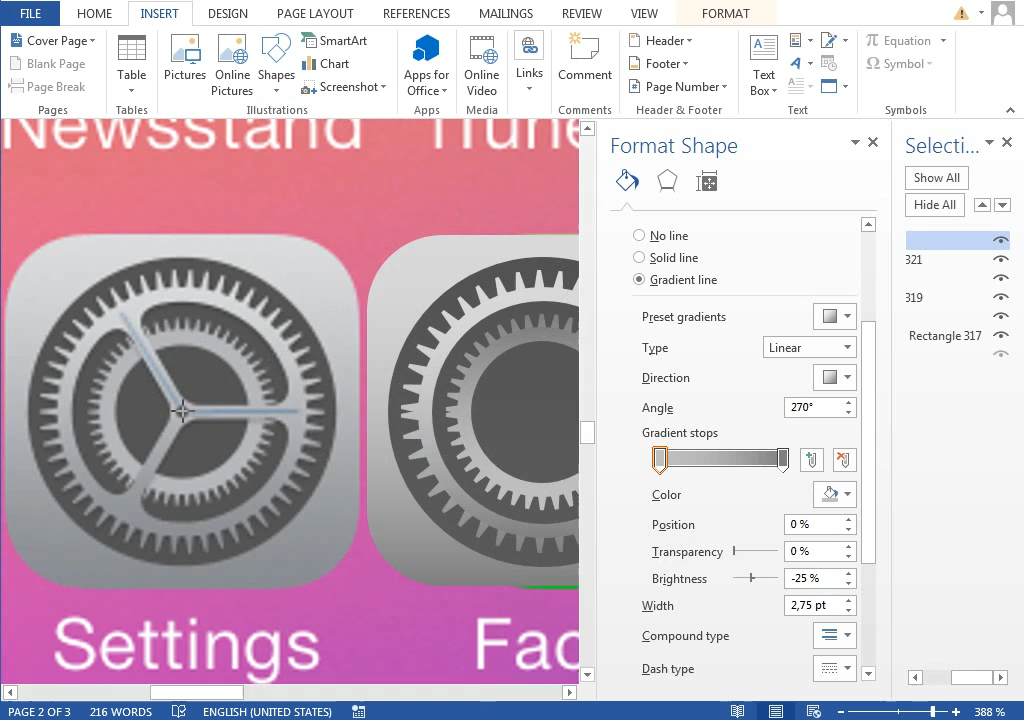 FILE HOME INSERT DESIGN PAGE LAYOUT REFERENCES MAILINGS REVIEW VIEW FORMAT
Cover Page
Blank Page
Page Break
Pages
Table
Tables
Pictures
Online Pictures
Shapes
SmartArt
Chart
Screenshot
Illustrations
Apps for Office
Apps
Online Video
Media
Links
Comment
Comments
Header
Footer
Page Number
Header & Footer
Text Box
Text
Equation
Symbol
Symbols
Newsstand iTune
Settings Fac
Format Shape
No line
Solid line
Gradient line
Preset gradients
Type Linear
Direction
Angle 270°
Gradient stops
Color
Position 0 %
Transparency 0 %
Brightness -25 %
Width 2,75 pt
Compound type
Dash type
Selecti...
Show All
Hide All
321
319
Rectangle 317
PAGE 2 OF 3 216 WORDS ENGLISH (UNITED STATES) 388 %